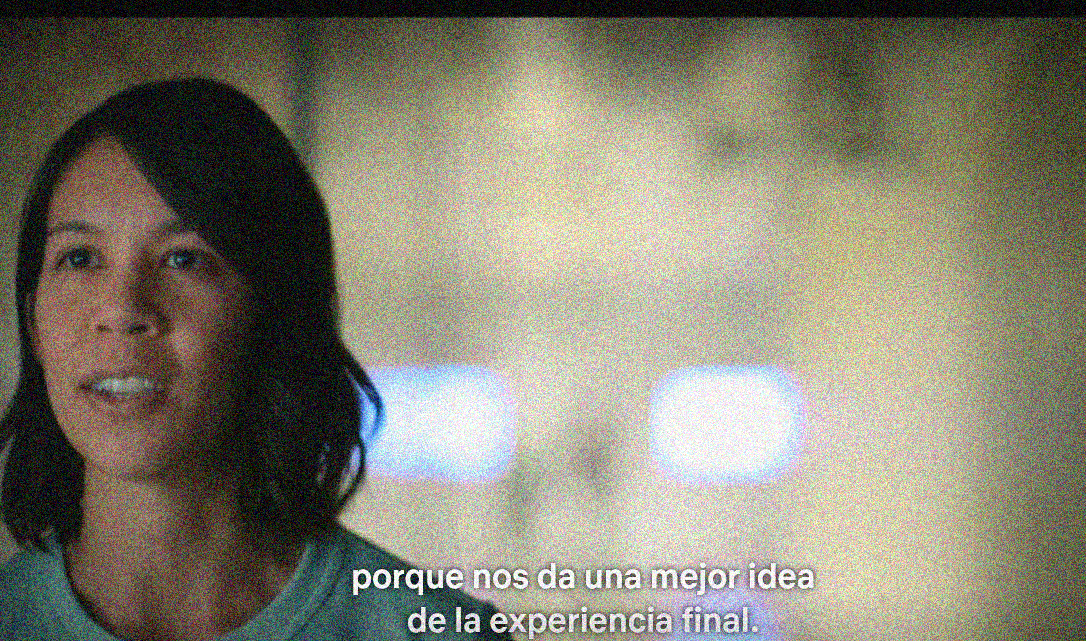 porque nos da una mejor idea
de la experiencia final.